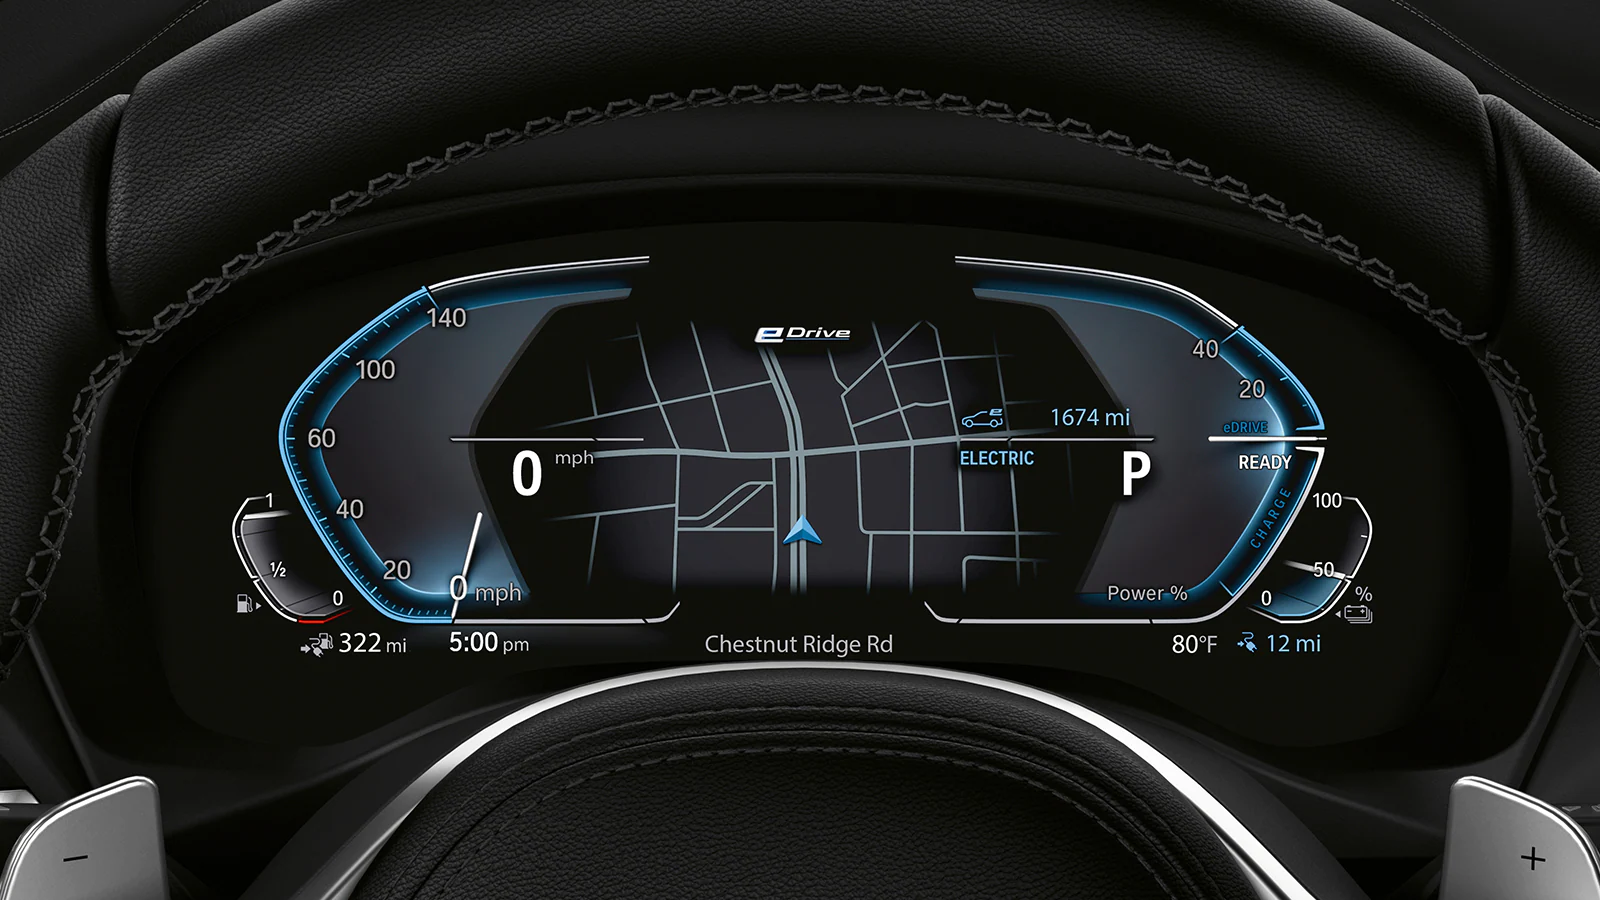 eDrive
140
100
60
40
20
0 mph
1
½
0
322 mi
5:00 pm
0 mph
1674 mi
ELECTRIC
P
Chestnut Ridge Rd
40
20
eDRIVE
READY
CHARGE
Power %
100
50
0
%
80°F
12 mi
−
+